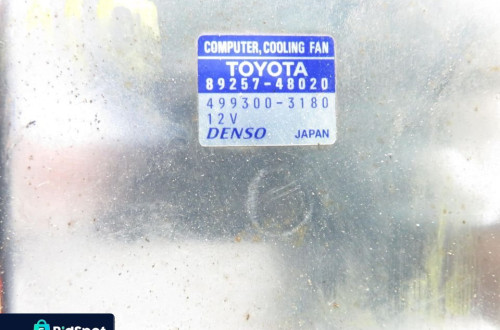 COMPUTER, COOLING FAN
TOYOTA
89257-48020
499300-3180
12V
DENSO JAPAN